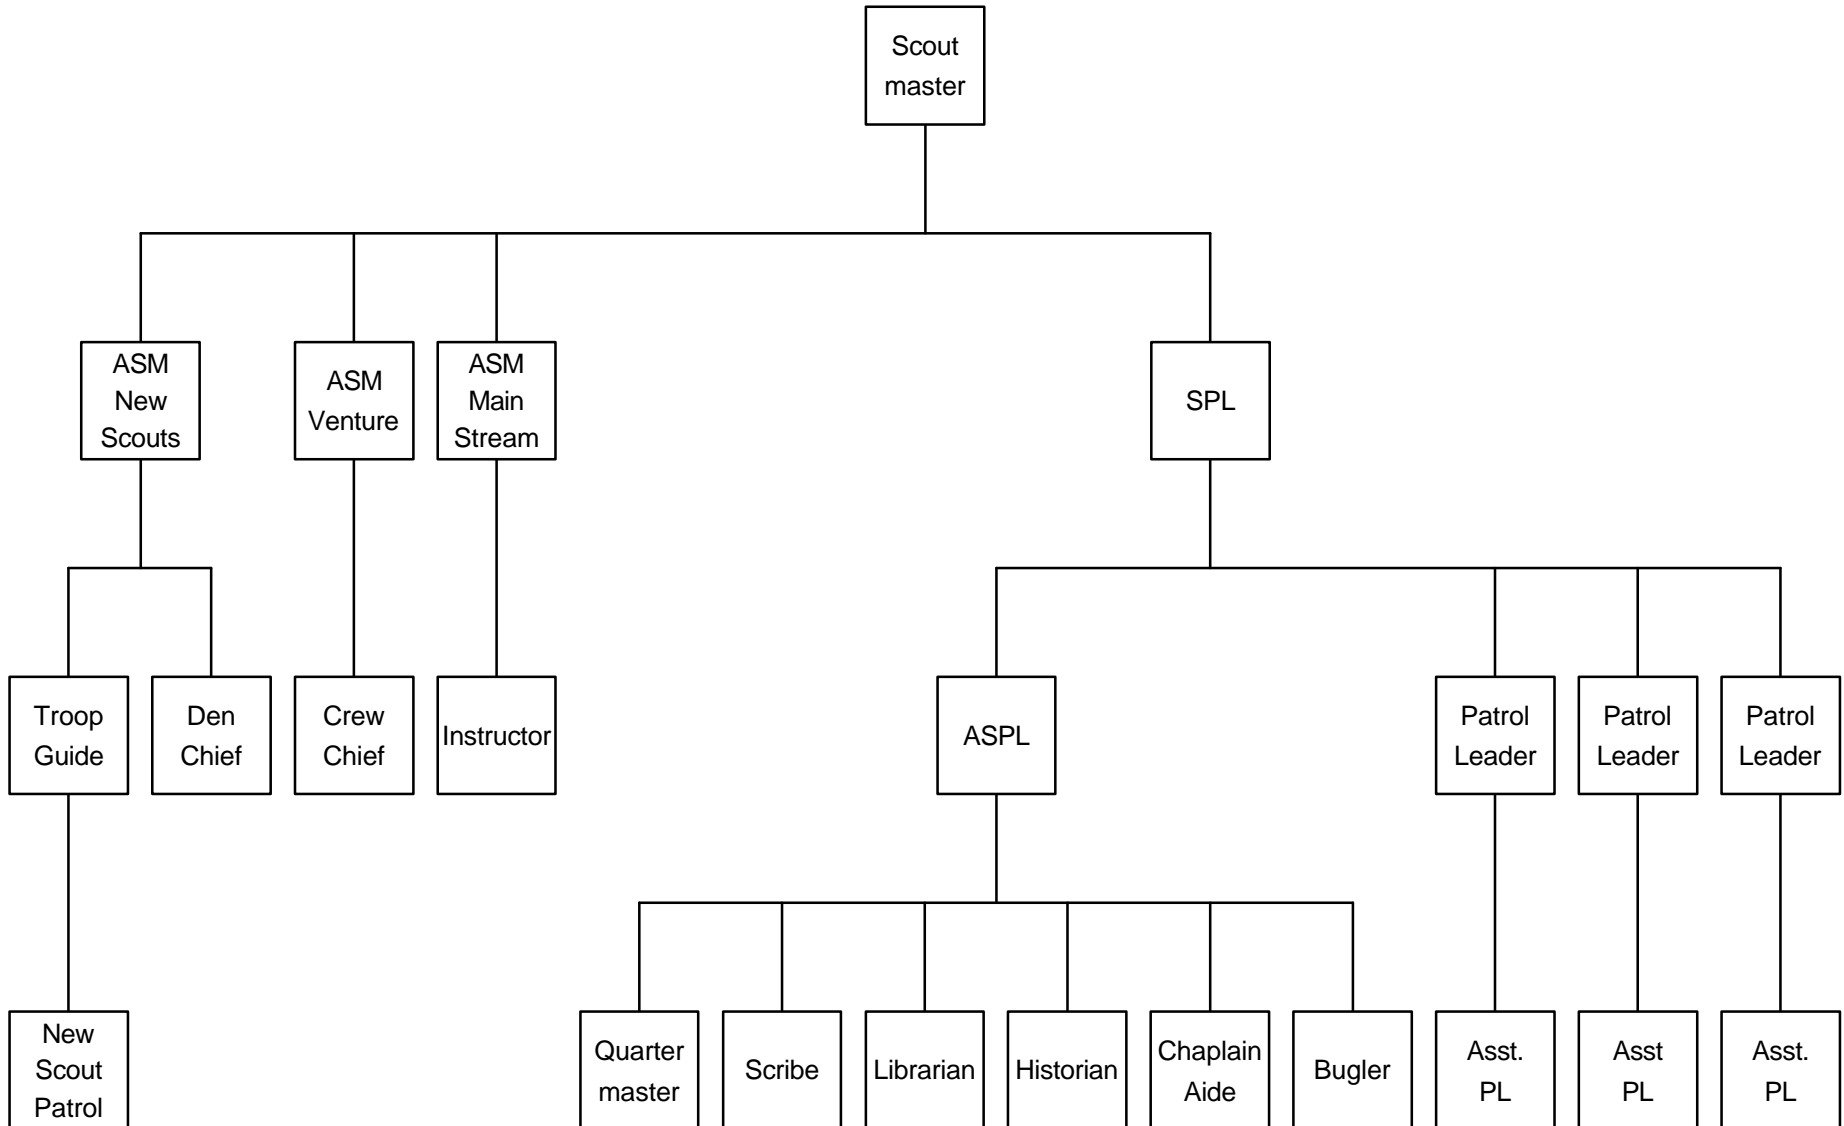 Scout
master
ASM
New
Scouts
ASM
Venture
ASM
Main
Stream
SPL
Troop
Guide
Den
Chief
Crew
Chief
Instructor
ASPL
Patrol
Leader
Patrol
Leader
Patrol
Leader
New
Scout
Patrol
Quarter
master
Scribe
Librarian
Historian
Chaplain
Aide
Bugler
Asst.
PL
Asst
PL
Asst.
PL